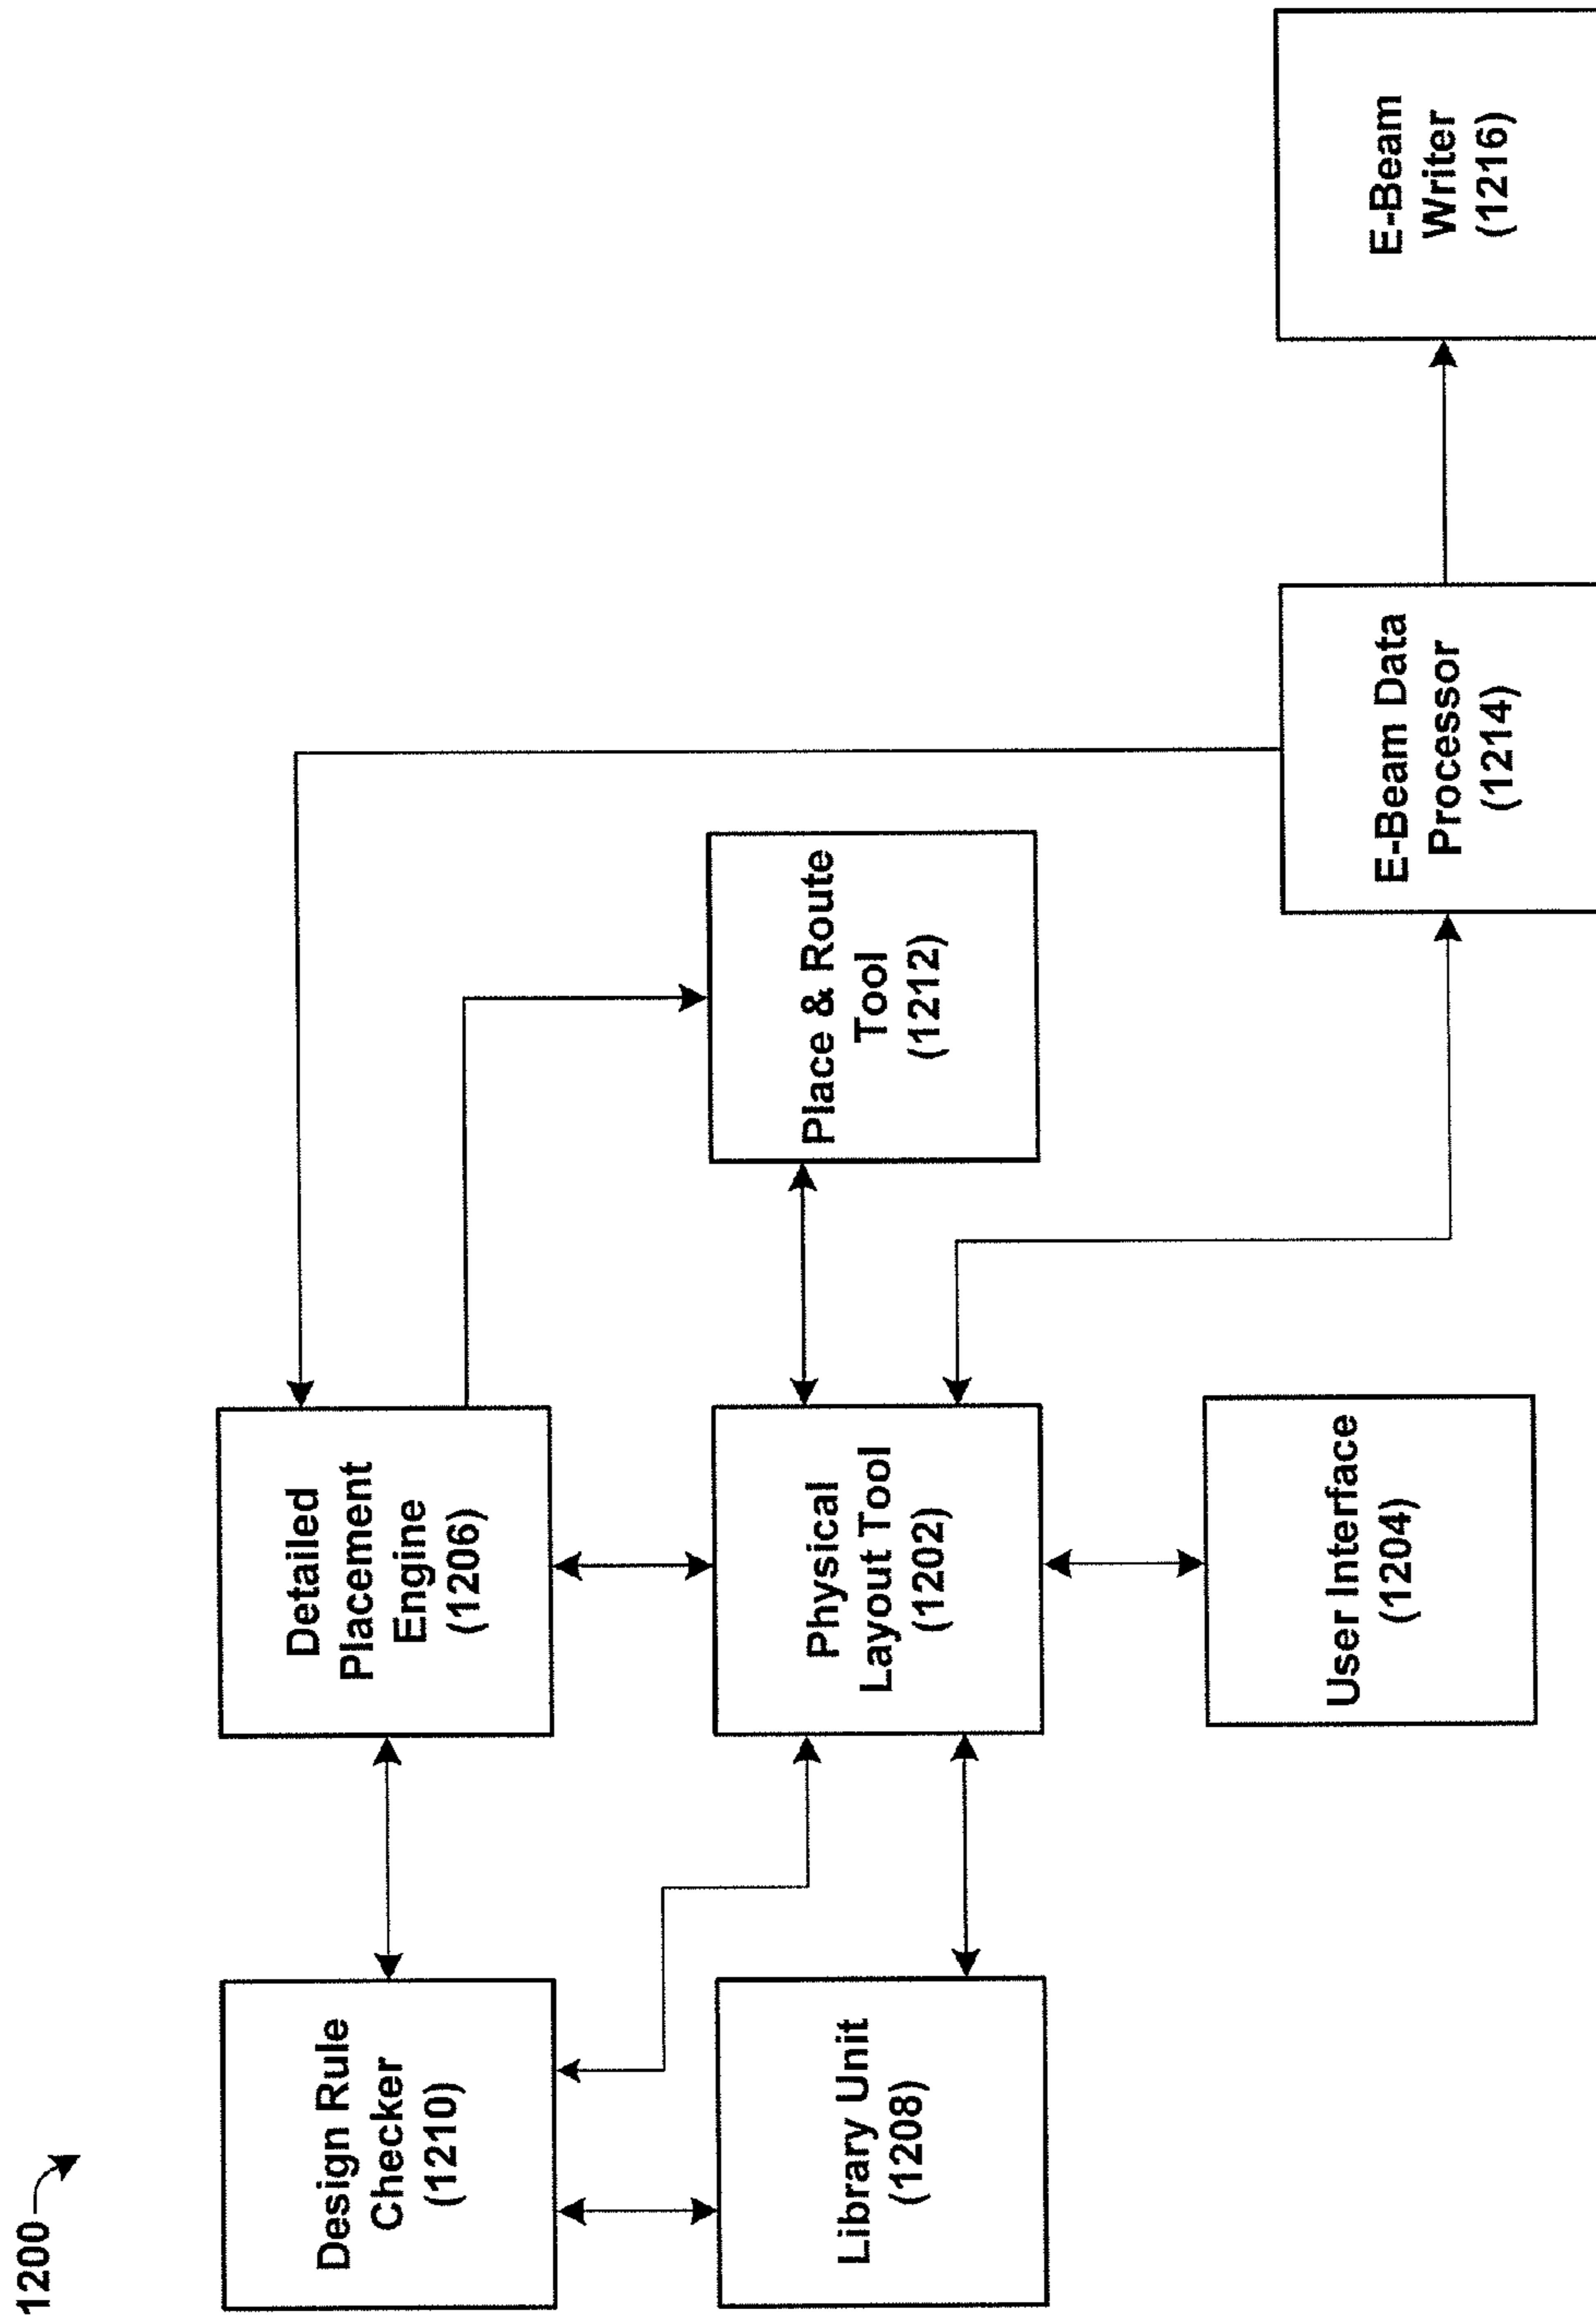 1200
Design Rule
Checker
(1210)
Detailed
Placement
Engine
(1206)
Library Unit
(1208)
Physical
Layout Tool
(1202)
Place & Route
Tool
(1212)
User Interface
(1204)
E-Beam Data
Processor
(1214)
E-Beam
Writer
(1216)